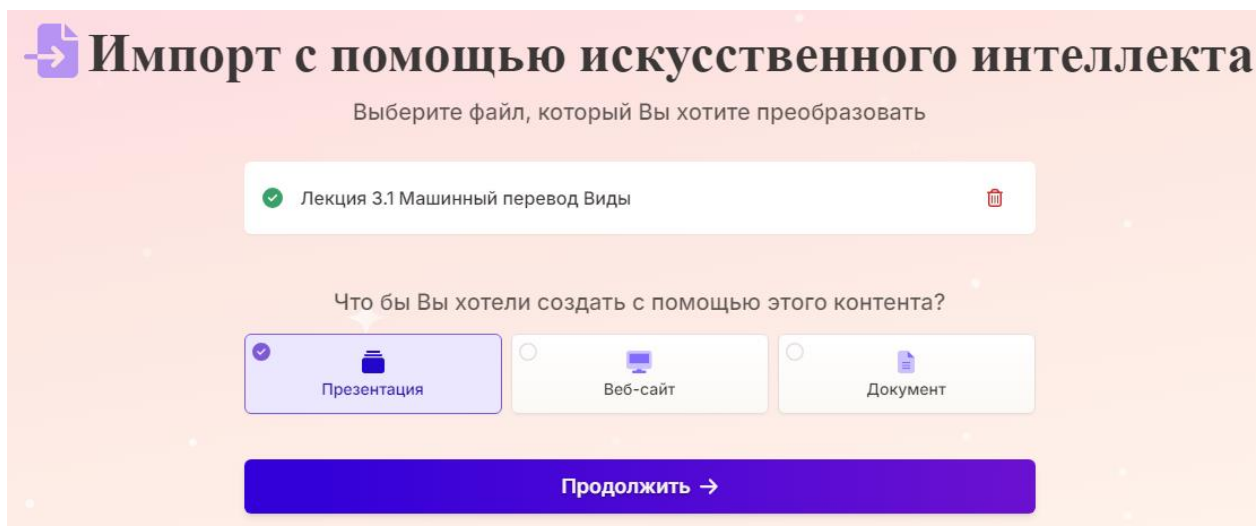 Импорт с помощью искусственного интеллекта
Выберите файл, который Вы хотите преобразовать
Лекция 3.1 Машинный перевод Виды
Что бы Вы хотели создать с помощью этого контента?
Презентация
Веб-сайт
Документ
Продолжить →